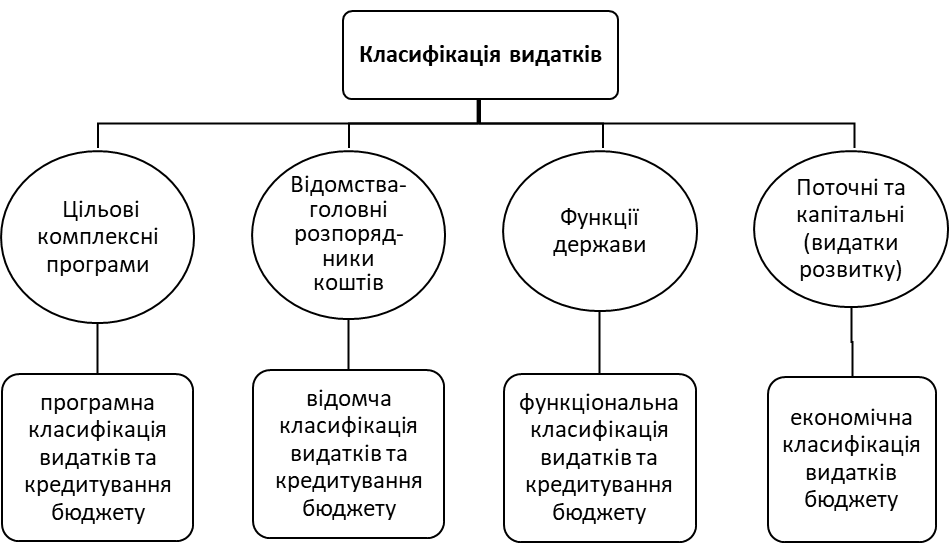 Класифікація видатків
Цільові
комплексні
програми
Відомства-
головні
розпоряд-
ники
коштів
Функції
держави
Поточні та
капітальні
(видатки
розвитку)
програмна
класифікація
видатків та
кредитування
бюджету
відомча
класифікація
видатків та
кредитування
бюджету
функціональна
класифікація
видатків та
кредитування
бюджету
економічна
класифікація
видатків
бюджету